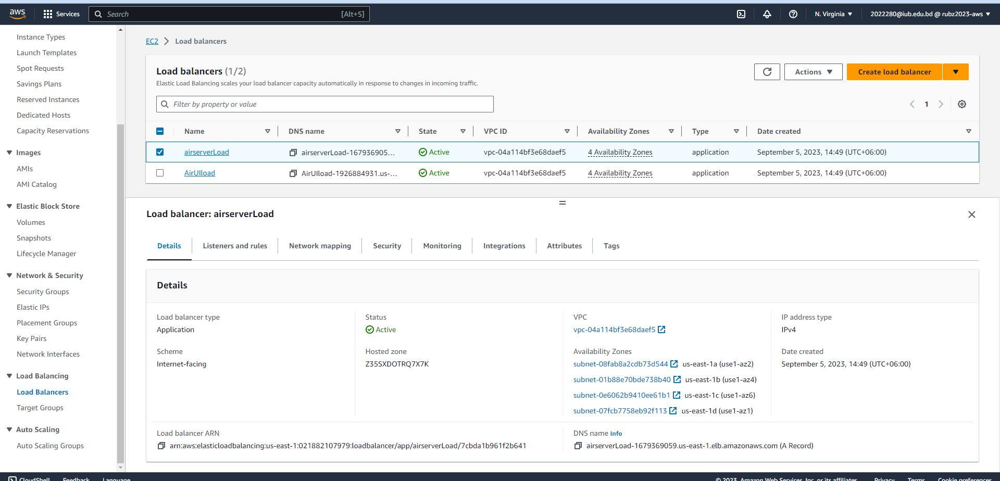 aws Services Search [Alt+S] N. Virginia 2022280@iub.edu.bd @ rubz2023-aws
Instance Types
Launch Templates
Spot Requests
Savings Plans
Reserved Instances
Dedicated Hosts
Capacity Reservations
Images
AMIs
AMI Catalog
Elastic Block Store
Volumes
Snapshots
Lifecycle Manager
Network & Security
Security Groups
Elastic IPs
Placement Groups
Key Pairs
Network Interfaces
Load Balancing
Load Balancers
Target Groups
Auto Scaling
Auto Scaling Groups
EC2 Load balancers
Load balancers (1/2)
Elastic Load Balancing scales your load balancer capacity automatically in response to changes in incoming traffic.
Actions Create load balancer
Filter by property or value
1
Name DNS name State VPC ID Availability Zones Type Date created
airserverLoad airserverLoad-167936905... Active vpc-04a114bf3e68daef5 4 Availability Zones application September 5, 2023, 14:49 (UTC+06:00)
AirUIload AirUIload-1926884931.us-... Active vpc-04a114bf3e68daef5 4 Availability Zones application September 5, 2023, 14:49 (UTC+06:00)
Load balancer: airserverLoad
Details Listeners and rules Network mapping Security Monitoring Integrations Attributes Tags
Details
Load balancer type
Application
Scheme
Internet-facing
Status
Active
Hosted zone
Z35SXDOTRQ7X7K
VPC
vpc-04a114bf3e68daef5
Availability Zones
subnet-08fab8a2cdb73d544 us-east-1a (use1-az2)
subnet-01b88e70bde738b40 us-east-1b (use1-az4)
subnet-0e6062b9410ee61b1 us-east-1c (use1-az6)
subnet-07fcb7758eb92f113 us-east-1d (use1-az1)
IP address type
IPv4
Date created
September 5, 2023, 14:49 (UTC+06:00)
Load balancer ARN
arn:aws:elasticloadbalancing:us-east-1:021882107979:loadbalancer/app/airserverLoad/7cbda1b961f2b641
DNS name Info
airserverLoad-1679369059.us-east-1.elb.amazonaws.com (A Record)
CloudShell Feedback Language © 2023, Amazon Web Services, Inc. or its affiliates. Privacy Terms Cookie preferences